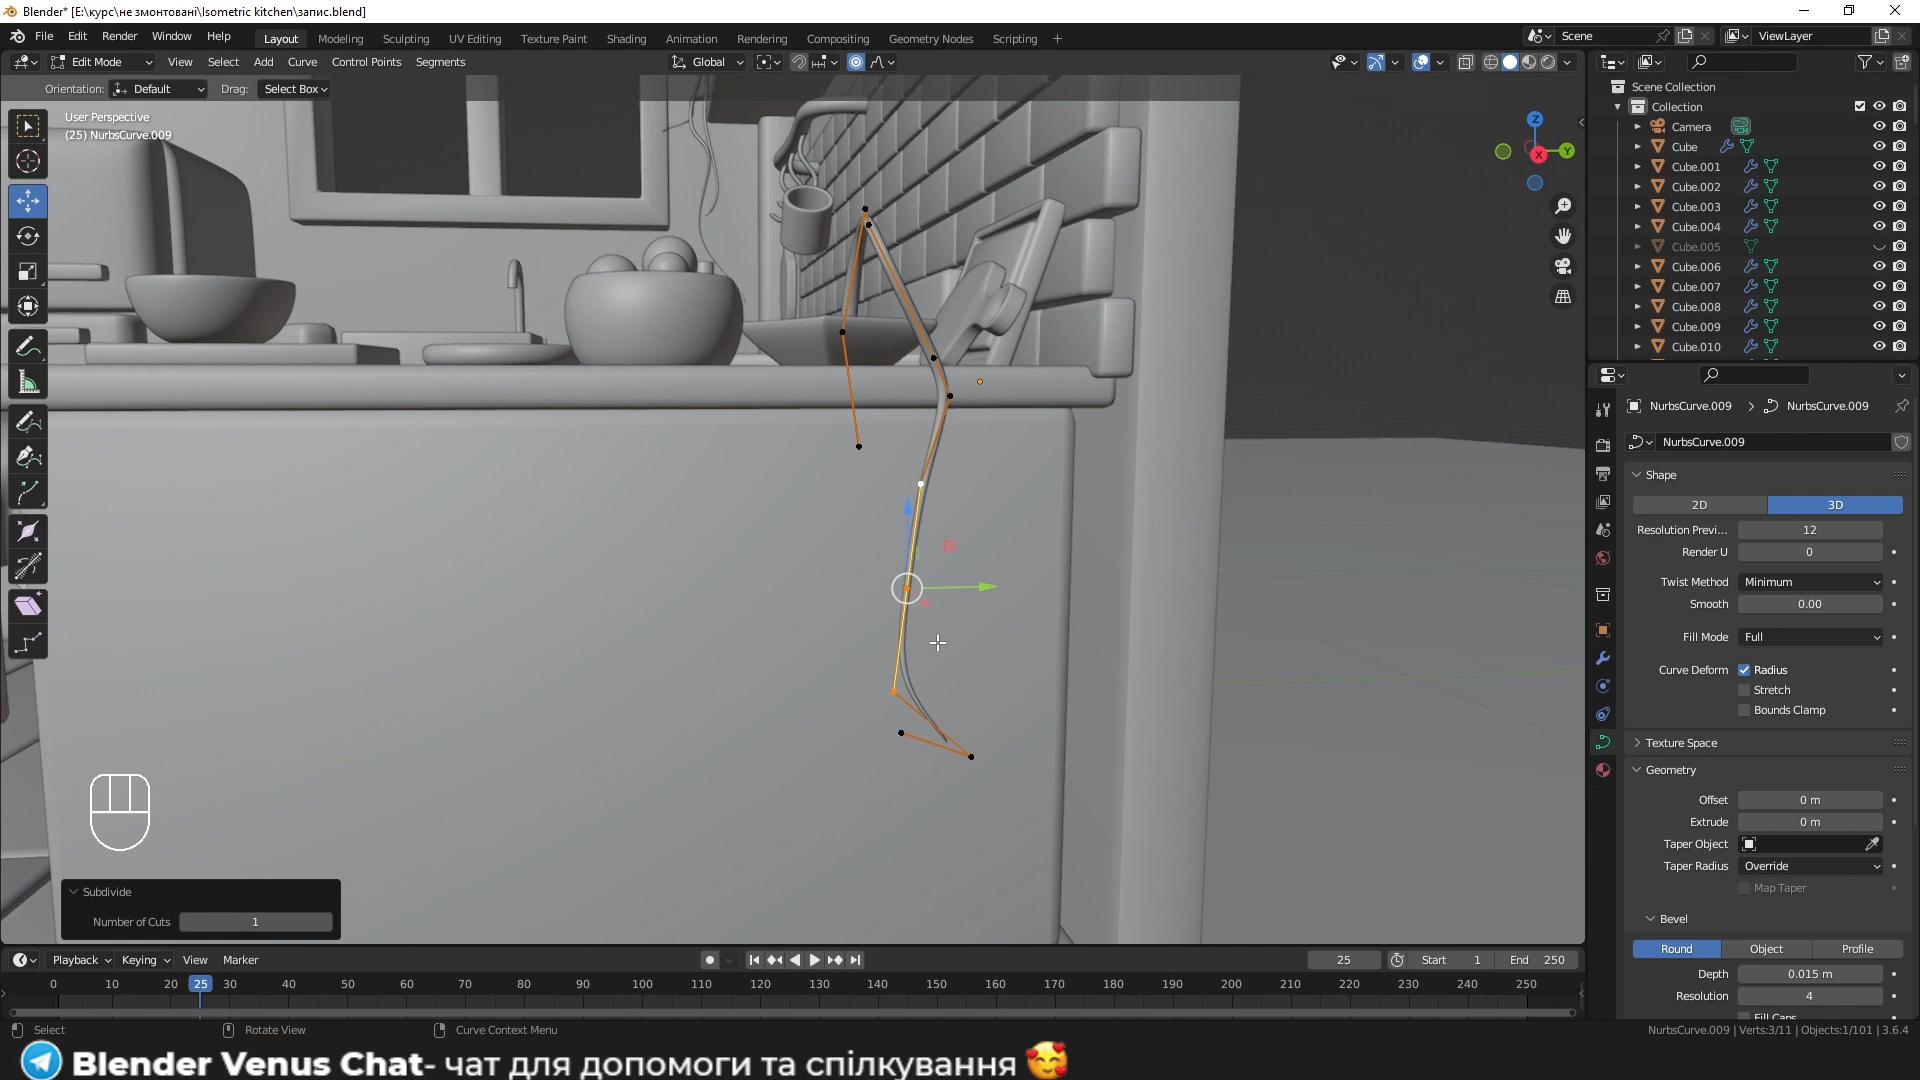 Blender* [E:\курс\не змонтовані\Isometric kitchen\запис.blend]
File Edit Render Window Help Layout Modeling Sculpting UV Editing Texture Paint Shading Animation Rendering Compositing Geometry Nodes Scripting + Scene ViewLayer
Edit Mode View Select Add Curve Control Points Segments Global
Orientation: Default Drag: Select Box
User Perspective
(25) NurbsCurve.009
Z
X
Y
Scene Collection
Collection
Camera
Cube
Cube.001
Cube.002
Cube.003
Cube.004
Cube.005
Cube.006
Cube.007
Cube.008
Cube.009
Cube.010
NurbsCurve.009 > NurbsCurve.009
NurbsCurve.009
Shape
2D 3D
Resolution Previ... 12
Render U 0
Twist Method Minimum
Smooth 0.00
Fill Mode Full
Curve Deform Radius
Stretch
Bounds Clamp
Texture Space
Geometry
Offset 0 m
Extrude 0 m
Taper Object
Taper Radius Override
Map Taper
Bevel
Round Object Profile
Depth 0.015 m
Resolution 4
Fill Caps
Subdivide
Number of Cuts 1
Playback Keying View Marker 25 Start 1 End 250
0 10 20 25 30 40 50 60 70 80 90 100 110 120 130 140 150 160 170 180 190 200 210 220 230 240 250
Select Rotate View Curve Context Menu NurbsCurve.009 | Verts:3/11 | Objects:1/101 | 3.6.4
Blender Venus Chat- чат для допомоги та спілкування